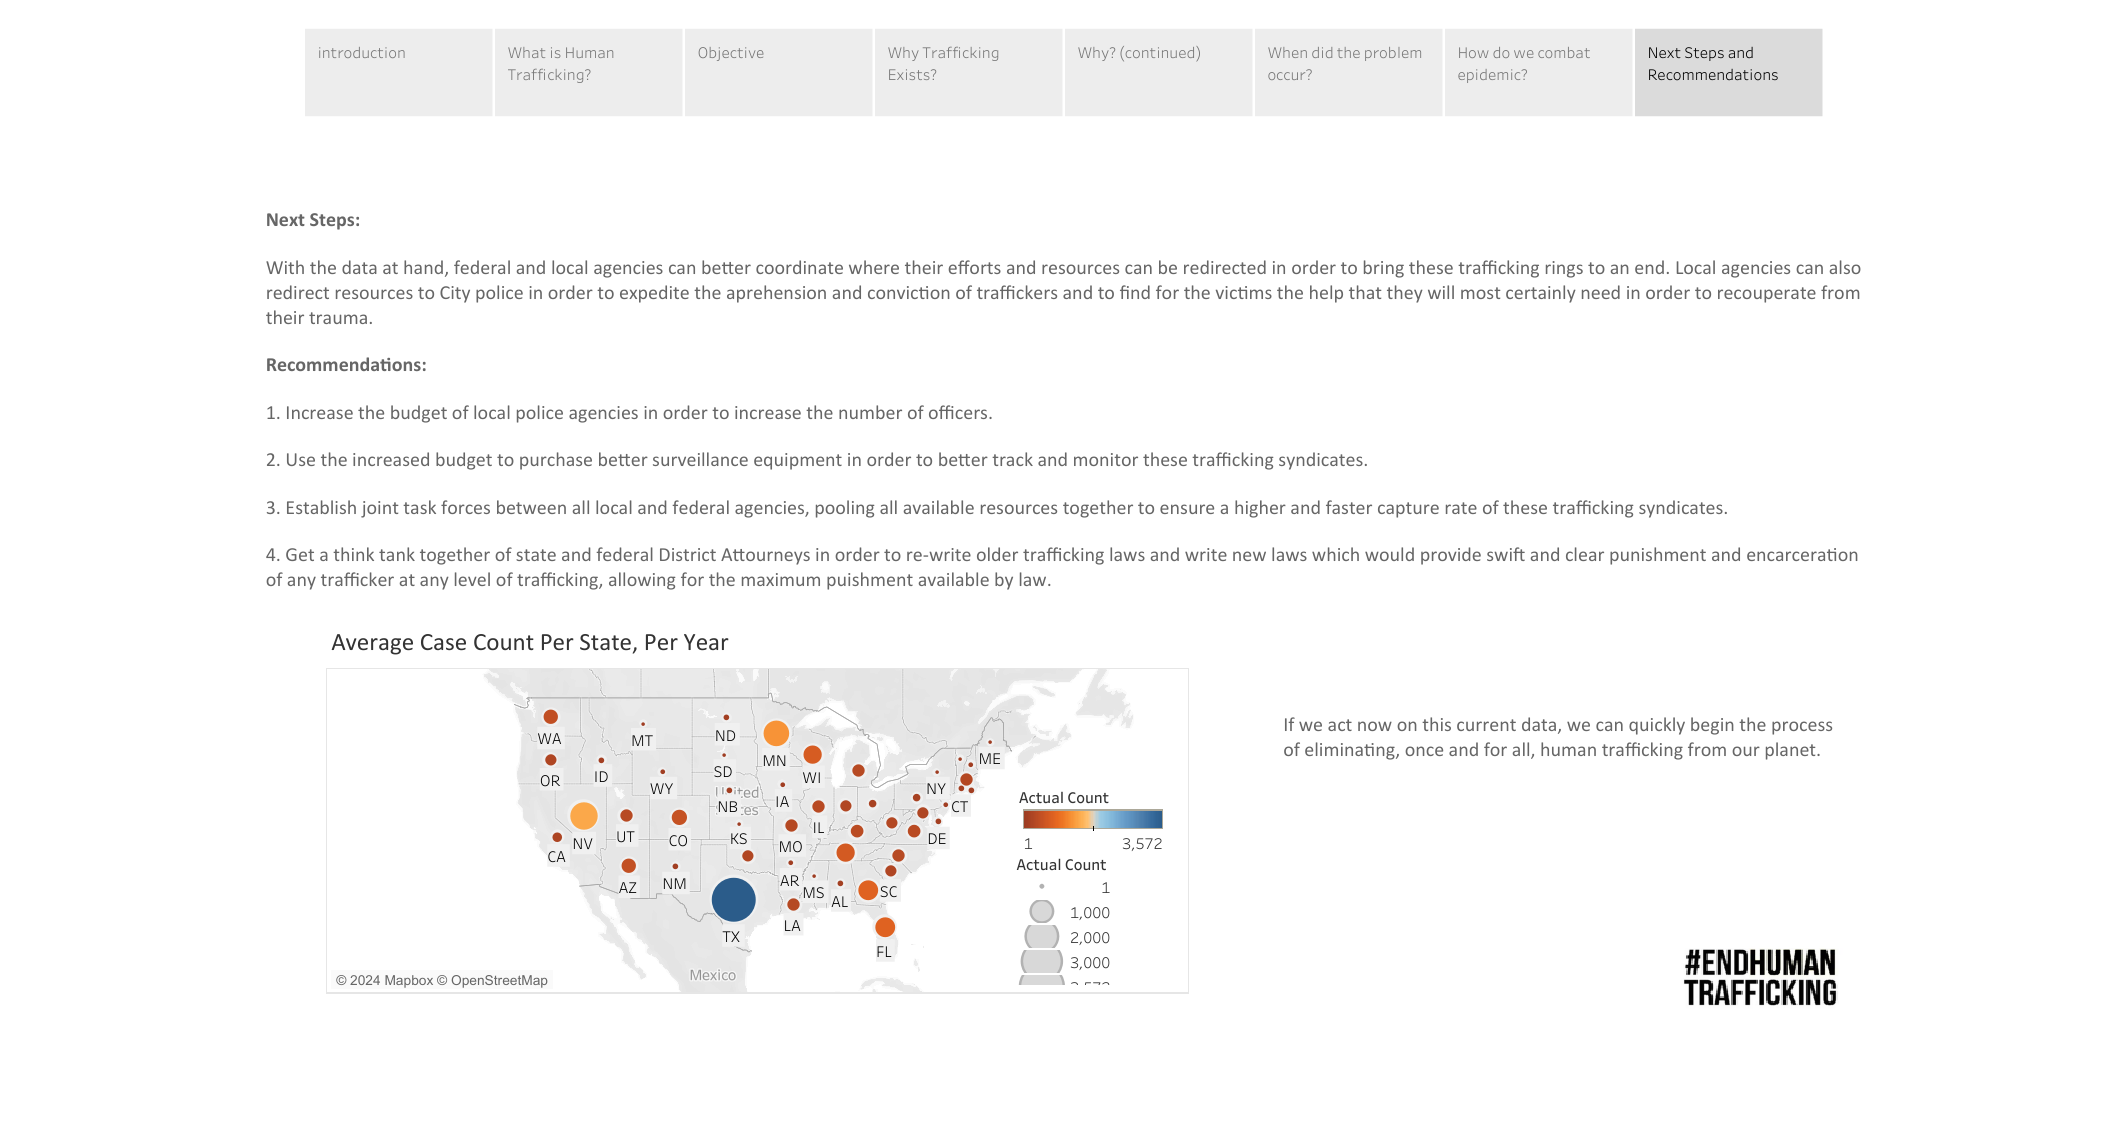 introduction
What is Human
Trafficking?
Objective
Why Trafficking
Exists?
Why? (continued)
When did the problem
occur?
How do we combat
epidemic?
Next Steps and
Recommendations
Next Steps:
With the data at hand, federal and local agencies can better coordinate where their efforts and resources can be redirected in order to bring these trafficking rings to an end. Local agencies can also
redirect resources to City police in order to expedite the aprehension and conviction of traffickers and to find for the victims the help that they will most certainly need in order to recouperate from
their trauma.
Recommendations:
1. Increase the budget of local police agencies in order to increase the number of officers.
2. Use the increased budget to purchase better surveillance equipment in order to better track and monitor these trafficking syndicates.
3. Establish joint task forces between all local and federal agencies, pooling all available resources together to ensure a higher and faster capture rate of these trafficking syndicates.
4. Get a think tank together of state and federal District Attourneys in order to re-write older trafficking laws and write new laws which would provide swift and clear punishment and encarceration
of any trafficker at any level of trafficking, allowing for the maximum puishment available by law.
Average Case Count Per State, Per Year
WA
MT
ND
MN
ME
OR
ID
SD
WI
WY
NB
IA
NY
CT
NV
UT
CO
KS
MO
IL
DE
CA
AZ
NM
AR
MS
AL
SC
TX
LA
FL
Mexico
© 2024 Mapbox © OpenStreetMap
Actual Count
1
3,572
Actual Count
1
1,000
2,000
3,000
If we act now on this current data, we can quickly begin the process
of eliminating, once and for all, human trafficking from our planet.
#ENDHUMAN
TRAFFICKING